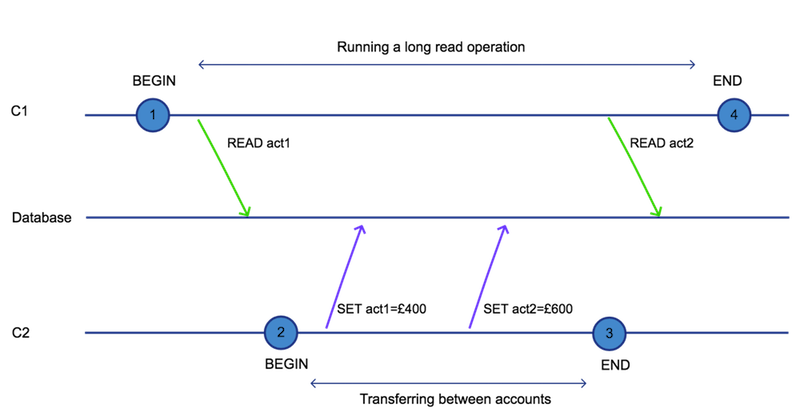 Running a long read operation
BEGIN
END
C1
1
4
READ act1
READ act2
Database
SET act1=£400
SET act2=£600
C2
2
3
BEGIN
END
Transferring between accounts